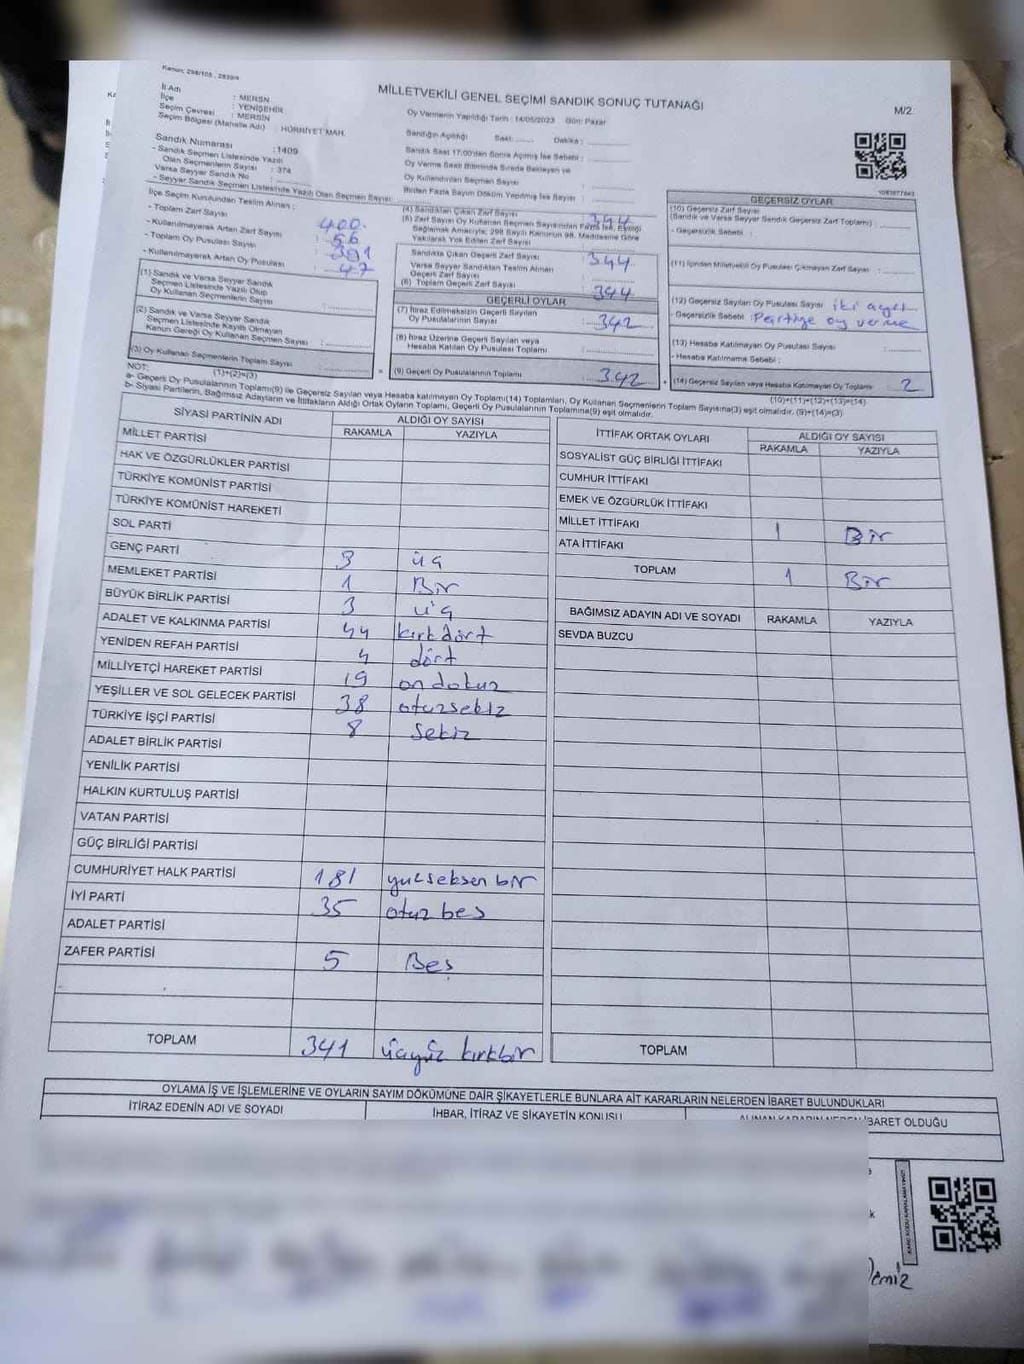 Kanun: 298/105 , 2839/4
MİLLETVEKİLİ GENEL SEÇİMİ SANDIK SONUÇ TUTANAĞI
M/2
İl Adı : MERSN
İlçe : YENİŞEHİR
Seçim Çevresi : MERSİN
Seçim Bölgesi (Mahalle Adı) : HÜRRİYET MAH.
Sandık Numarası : 1409
- Sandık Seçmen Listesinde Yazılı
Olan Seçmenlerin Sayısı : 374
Varsa Seyyar Sandık No :
- Seyyar Sandık Seçmen Listesinde Yazılı Olan Seçmen Sayısı:
Oy Vermenin Yapıldığı Tarih : 14/05/2023 Gün: Pazar
Sandığın Açıldığı Saat: Dakika :
Sandık Saat 17:00'den Sonra Açılmış İse Sebebi :
Oy Verme Saati Bitiminde Sırada Bekleyen ve
Oy Kullandırılan Seçmen Sayısı :
Birden Fazla Sayım Döküm Yapılmış İse Sayısı :
İlçe Seçim Kurulundan Teslim Alınan ;
- Toplam Zarf Sayısı : 400
- Kullanılmayarak Artan Zarf Sayısı : 56
- Toplam Oy Pusulası Sayısı : 391
- Kullanılmayarak Artan Oy Pusulası : 47
(1) Sandık ve Varsa Seyyar Sandık
Seçmen Listesinde Yazılı Olup
Oy Kullanan Seçmenlerin Sayısı :
(2) Sandık ve Varsa Seyyar Sandık
Seçmen Listesinde Kayıtlı Olmayan
Kanun Gereği Oy Kullanan Seçmen Sayısı :
(3) Oy Kullanan Seçmenlerin Toplam Sayısı :
(1)+(2)=(3)
(4) Sandıktan Çıkan Zarf Sayısı : 344
(5) Zarf Sayısı Oy Kullanan Seçmen Sayısından Fazla İse, Eşitliği
Sağlamak Amacıyla; 298 Sayılı Kanunun 98. Maddesine Göre
Yakılarak Yok Edilen Zarf Sayısı :
Sandıkta Çıkan Geçerli Zarf Sayısı : 344
Varsa Seyyar Sandıktan Teslim Alınan
Geçerli Zarf Sayısı :
(6) Toplam Geçerli Zarf Sayısı : 344
GEÇERLİ OYLAR
(7) İtiraz Edilmeksizin Geçerli Sayılan
Oy Pusulalarının Sayısı : 342
(8) İtiraz Üzerine Geçerli Sayılan veya
Hesaba Katılan Oy Pusulası Toplamı :
(9) Geçerli Oy Pusulalarının Toplamı : 342
GEÇERSİZ OYLAR
(10) Geçersiz Zarf Sayısı
(Sandık ve Varsa Seyyar Sandık Geçersiz Zarf Toplamı) :
- Geçersizlik Sebebi :
(11) İçinden Milletvekili Oy Pusulası Çıkmayan Zarf Sayısı :
(12) Geçersiz Sayılan Oy Pusulası Sayısı : iki
- Geçersizlik Sebebi : Partiye oy verme
(13) Hesaba Katılmayan Oy Pusulası Sayısı :
- Hesaba Katılmama Sebebi :
(14) Geçersiz Sayılan veya Hesaba Katılmayan Oy Toplamı : 2
(10)+(11)+(12)+(13)=(14)
NOT:
a- Geçerli Oy Pusulalarının Toplamı(9) ile Geçersiz Sayılan veya Hesaba katılmayan Oy Toplamı(14) Toplamları, Oy Kullanan Seçmenlerin Toplam Sayısına(3) eşit olmalıdır. (9)+(14)=(3)
b- Siyasi Partilerin, Bağımsız Adayların ve İttifakların Aldığı Ortak Oyların Toplamı, Geçerli Oy Pusulalarının Toplamına(9) eşit olmalıdır.
SİYASİ PARTİNİN ADI ALDIĞI OY SAYISI
RAKAMLA YAZIYLA
MİLLET PARTİSİ
HAK VE ÖZGÜRLÜKLER PARTİSİ
TÜRKİYE KOMÜNİST PARTİSİ
TÜRKİYE KOMÜNİST HAREKETİ
SOL PARTİ
GENÇ PARTİ 3 üç
MEMLEKET PARTİSİ 1 Bir
BÜYÜK BİRLİK PARTİSİ 3 üç
ADALET VE KALKINMA PARTİSİ 44 kırkdört
YENİDEN REFAH PARTİSİ 4 dört
MİLLİYETÇİ HAREKET PARTİSİ 19 ondokuz
YEŞİLLER VE SOL GELECEK PARTİSİ 38 otuzsekiz
TÜRKİYE İŞÇİ PARTİSİ 8 sekiz
ADALET BİRLİK PARTİSİ
YENİLİK PARTİSİ
HALKIN KURTULUŞ PARTİSİ
VATAN PARTİSİ
GÜÇ BİRLİĞİ PARTİSİ
CUMHURİYET HALK PARTİSİ 181 yucseksen bir
İYİ PARTİ 35 otuz beş
ADALET PARTİSİ
ZAFER PARTİSİ 5 Beş
TOPLAM 341 üçyüz kırkbir
İTTİFAK ORTAK OYLARI ALDIĞI OY SAYISI
RAKAMLA YAZIYLA
SOSYALİST GÜÇ BİRLİĞİ İTTİFAKI
CUMHUR İTTİFAKI
EMEK VE ÖZGÜRLÜK İTTİFAKI
MİLLET İTTİFAKI 1 Bir
ATA İTTİFAKI
TOPLAM 1 Bir
BAĞIMSIZ ADAYIN ADI VE SOYADI RAKAMLA YAZIYLA
SEVDA BUZCU
TOPLAM
OYLAMA İŞ VE İŞLEMLERİNE VE OYLARIN SAYIM DÖKÜMÜNE DAİR ŞİKAYETLERLE BUNLARA AİT KARARLARIN NELERDEN İBARET BULUNDUKLARI
İTİRAZ EDENİN ADI VE SOYADI İHBAR, İTİRAZ VE ŞİKAYETİN KONUSU ALINAN KARARIN NEDEN İBARET OLDUĞU